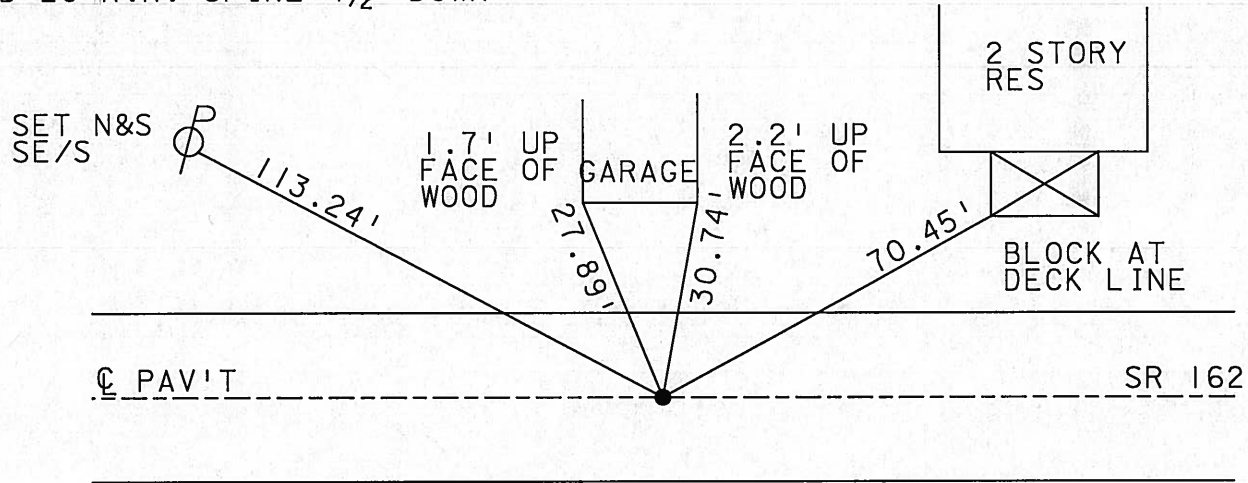 2 STORY
RES
SET N&S
SE/S
113.24'
1.7' UP
FACE OF
WOOD
GARAGE
2.2' UP
FACE OF
WOOD
27.89'
30.74'
70.45'
BLOCK AT
DECK LINE
℄ PAV'T
SR 162